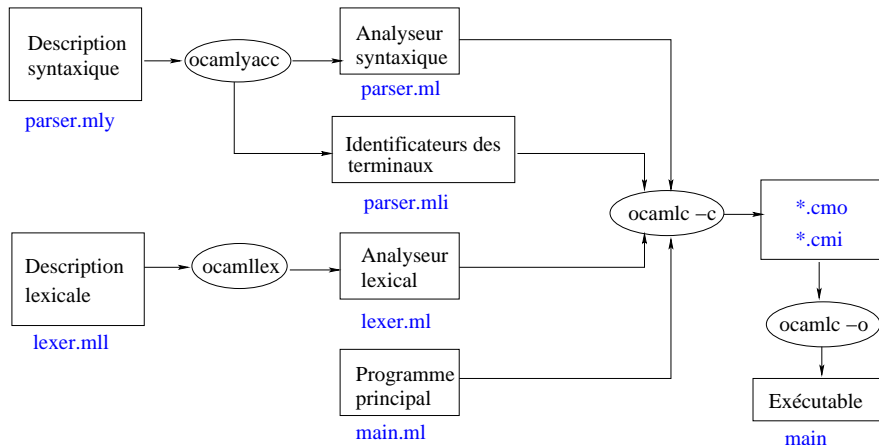 Description
syntaxique
parser.mly
ocamlyacc
Analyseur
syntaxique
parser.ml
Identificateurs des
terminaux
parser.mli
Description
lexicale
lexer.mll
ocamllex
Analyseur
lexical
lexer.ml
Programme
principal
main.ml
ocamlc −c
*.cmo
*.cmi
ocamlc −o
Exécutable
main